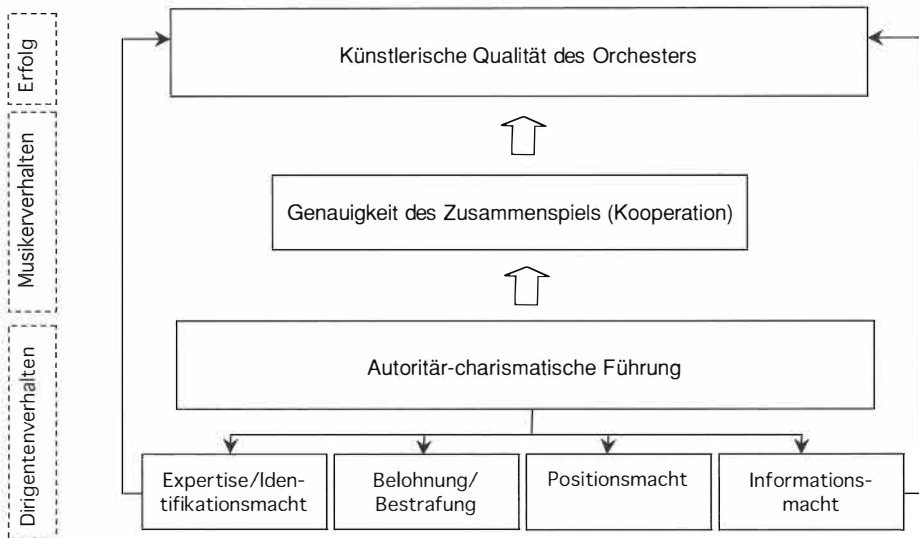 Erfolg
Künstlerische Qualität des Orchesters
Musikerverhalten
Genauigkeit des Zusammenspiels (Kooperation)
Dirigentenverhalten
Autoritär-charismatische Führung
Expertise/Iden-
tifikationsmacht
Belohnung/
Bestrafung
Positionsmacht
Informations-
macht